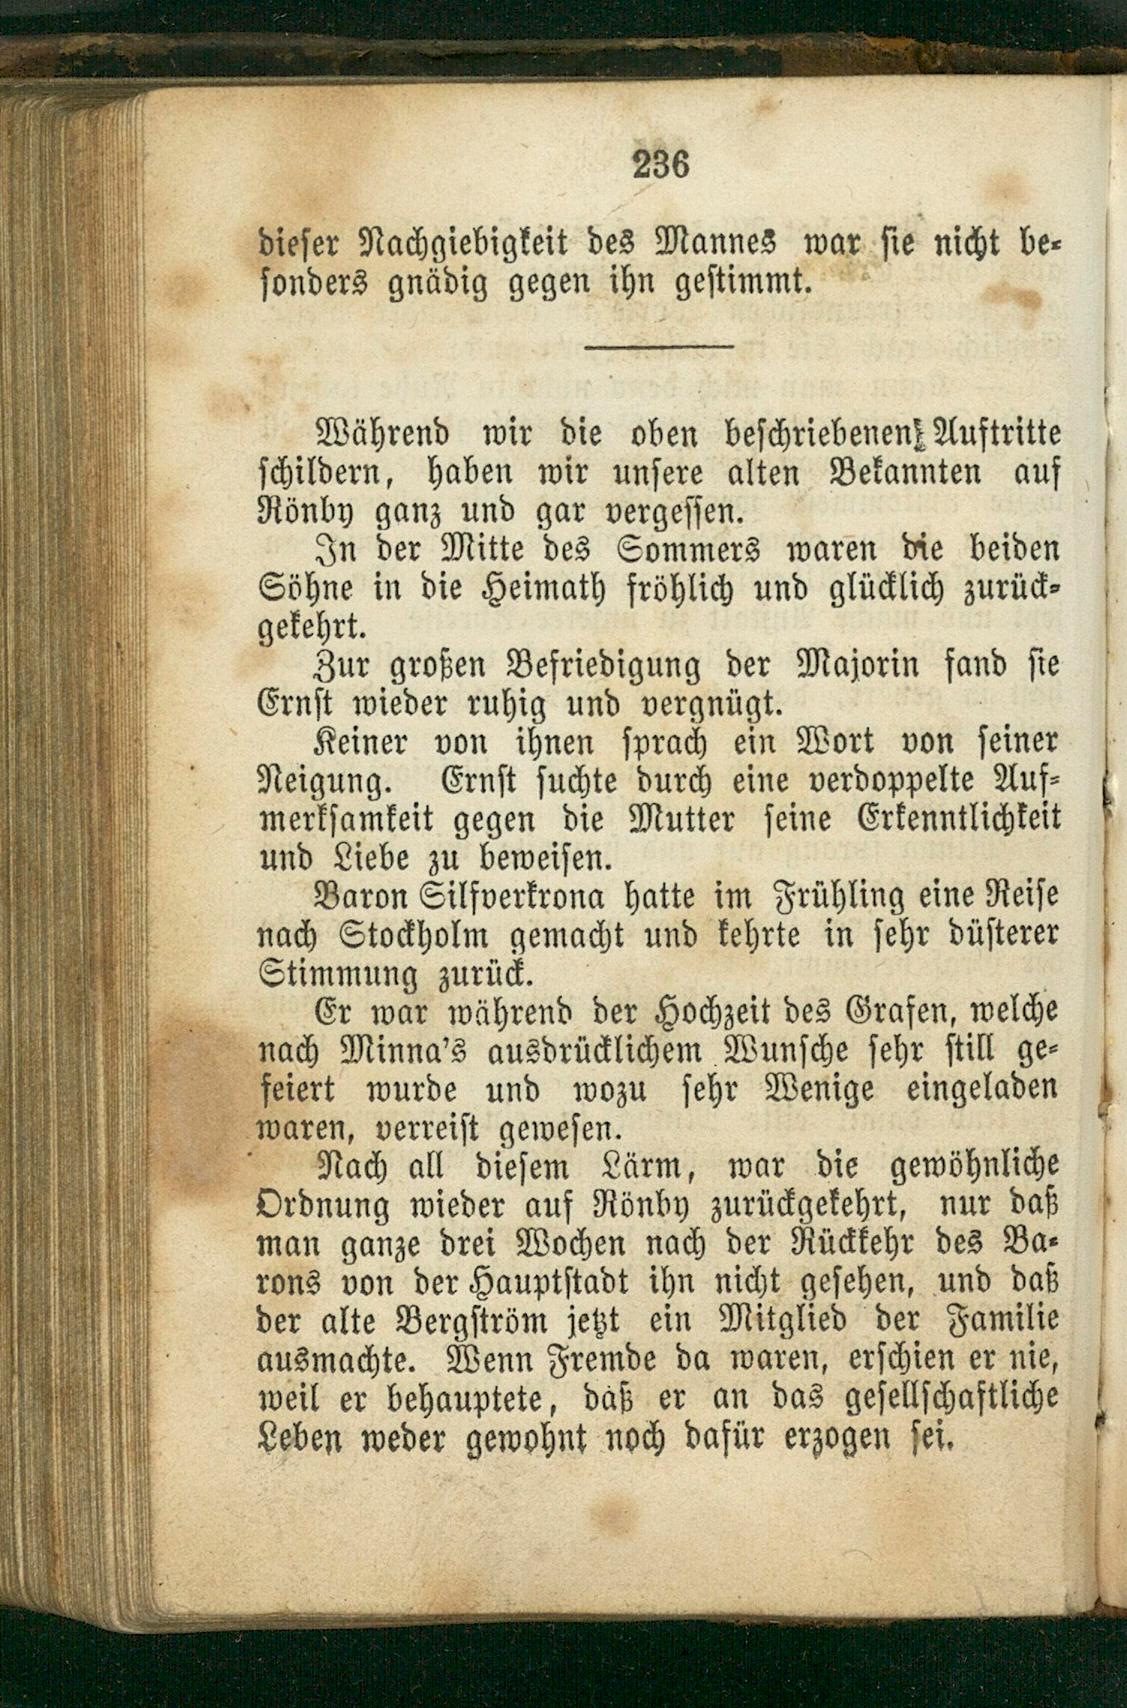 236
dieser Nachgiebigkeit des Mannes war sie nicht be-
sonders gnädig gegen ihn gestimmt.
Während wir die oben beschriebenen Auftritte
schildern, haben wir unsere alten Bekannten auf
Rönby ganz und gar vergessen.
In der Mitte des Sommers waren die beiden
Söhne in die Heimath fröhlich und glücklich zurück-
gekehrt.
Zur großen Befriedigung der Majorin fand sie
Ernst wieder ruhig und vergnügt.
Keiner von ihnen sprach ein Wort von seiner
Neigung. Ernst suchte durch eine verdoppelte Auf-
merksamkeit gegen die Mutter seine Erkenntlichkeit
und Liebe zu beweisen.
Baron Silfverkrona hatte im Frühling eine Reise
nach Stockholm gemacht und kehrte in sehr düsterer
Stimmung zurück.
Er war während der Hochzeit des Grafen, welche
nach Minna's ausdrücklichem Wunsche sehr still ge-
feiert wurde und wozu sehr Wenige eingeladen
waren, verreist gewesen.
Nach all diesem Lärm, war die gewöhnliche
Ordnung wieder auf Rönby zurückgekehrt, nur daß
man ganze drei Wochen nach der Rückkehr des Ba-
rons von der Hauptstadt ihn nicht gesehen, und daß
der alte Bergström jetzt ein Mitglied der Familie
ausmachte. Wenn Fremde da waren, erschien er nie,
weil er behauptete, daß er an das gesellschaftliche
Leben weder gewohnt noch dafür erzogen sei.